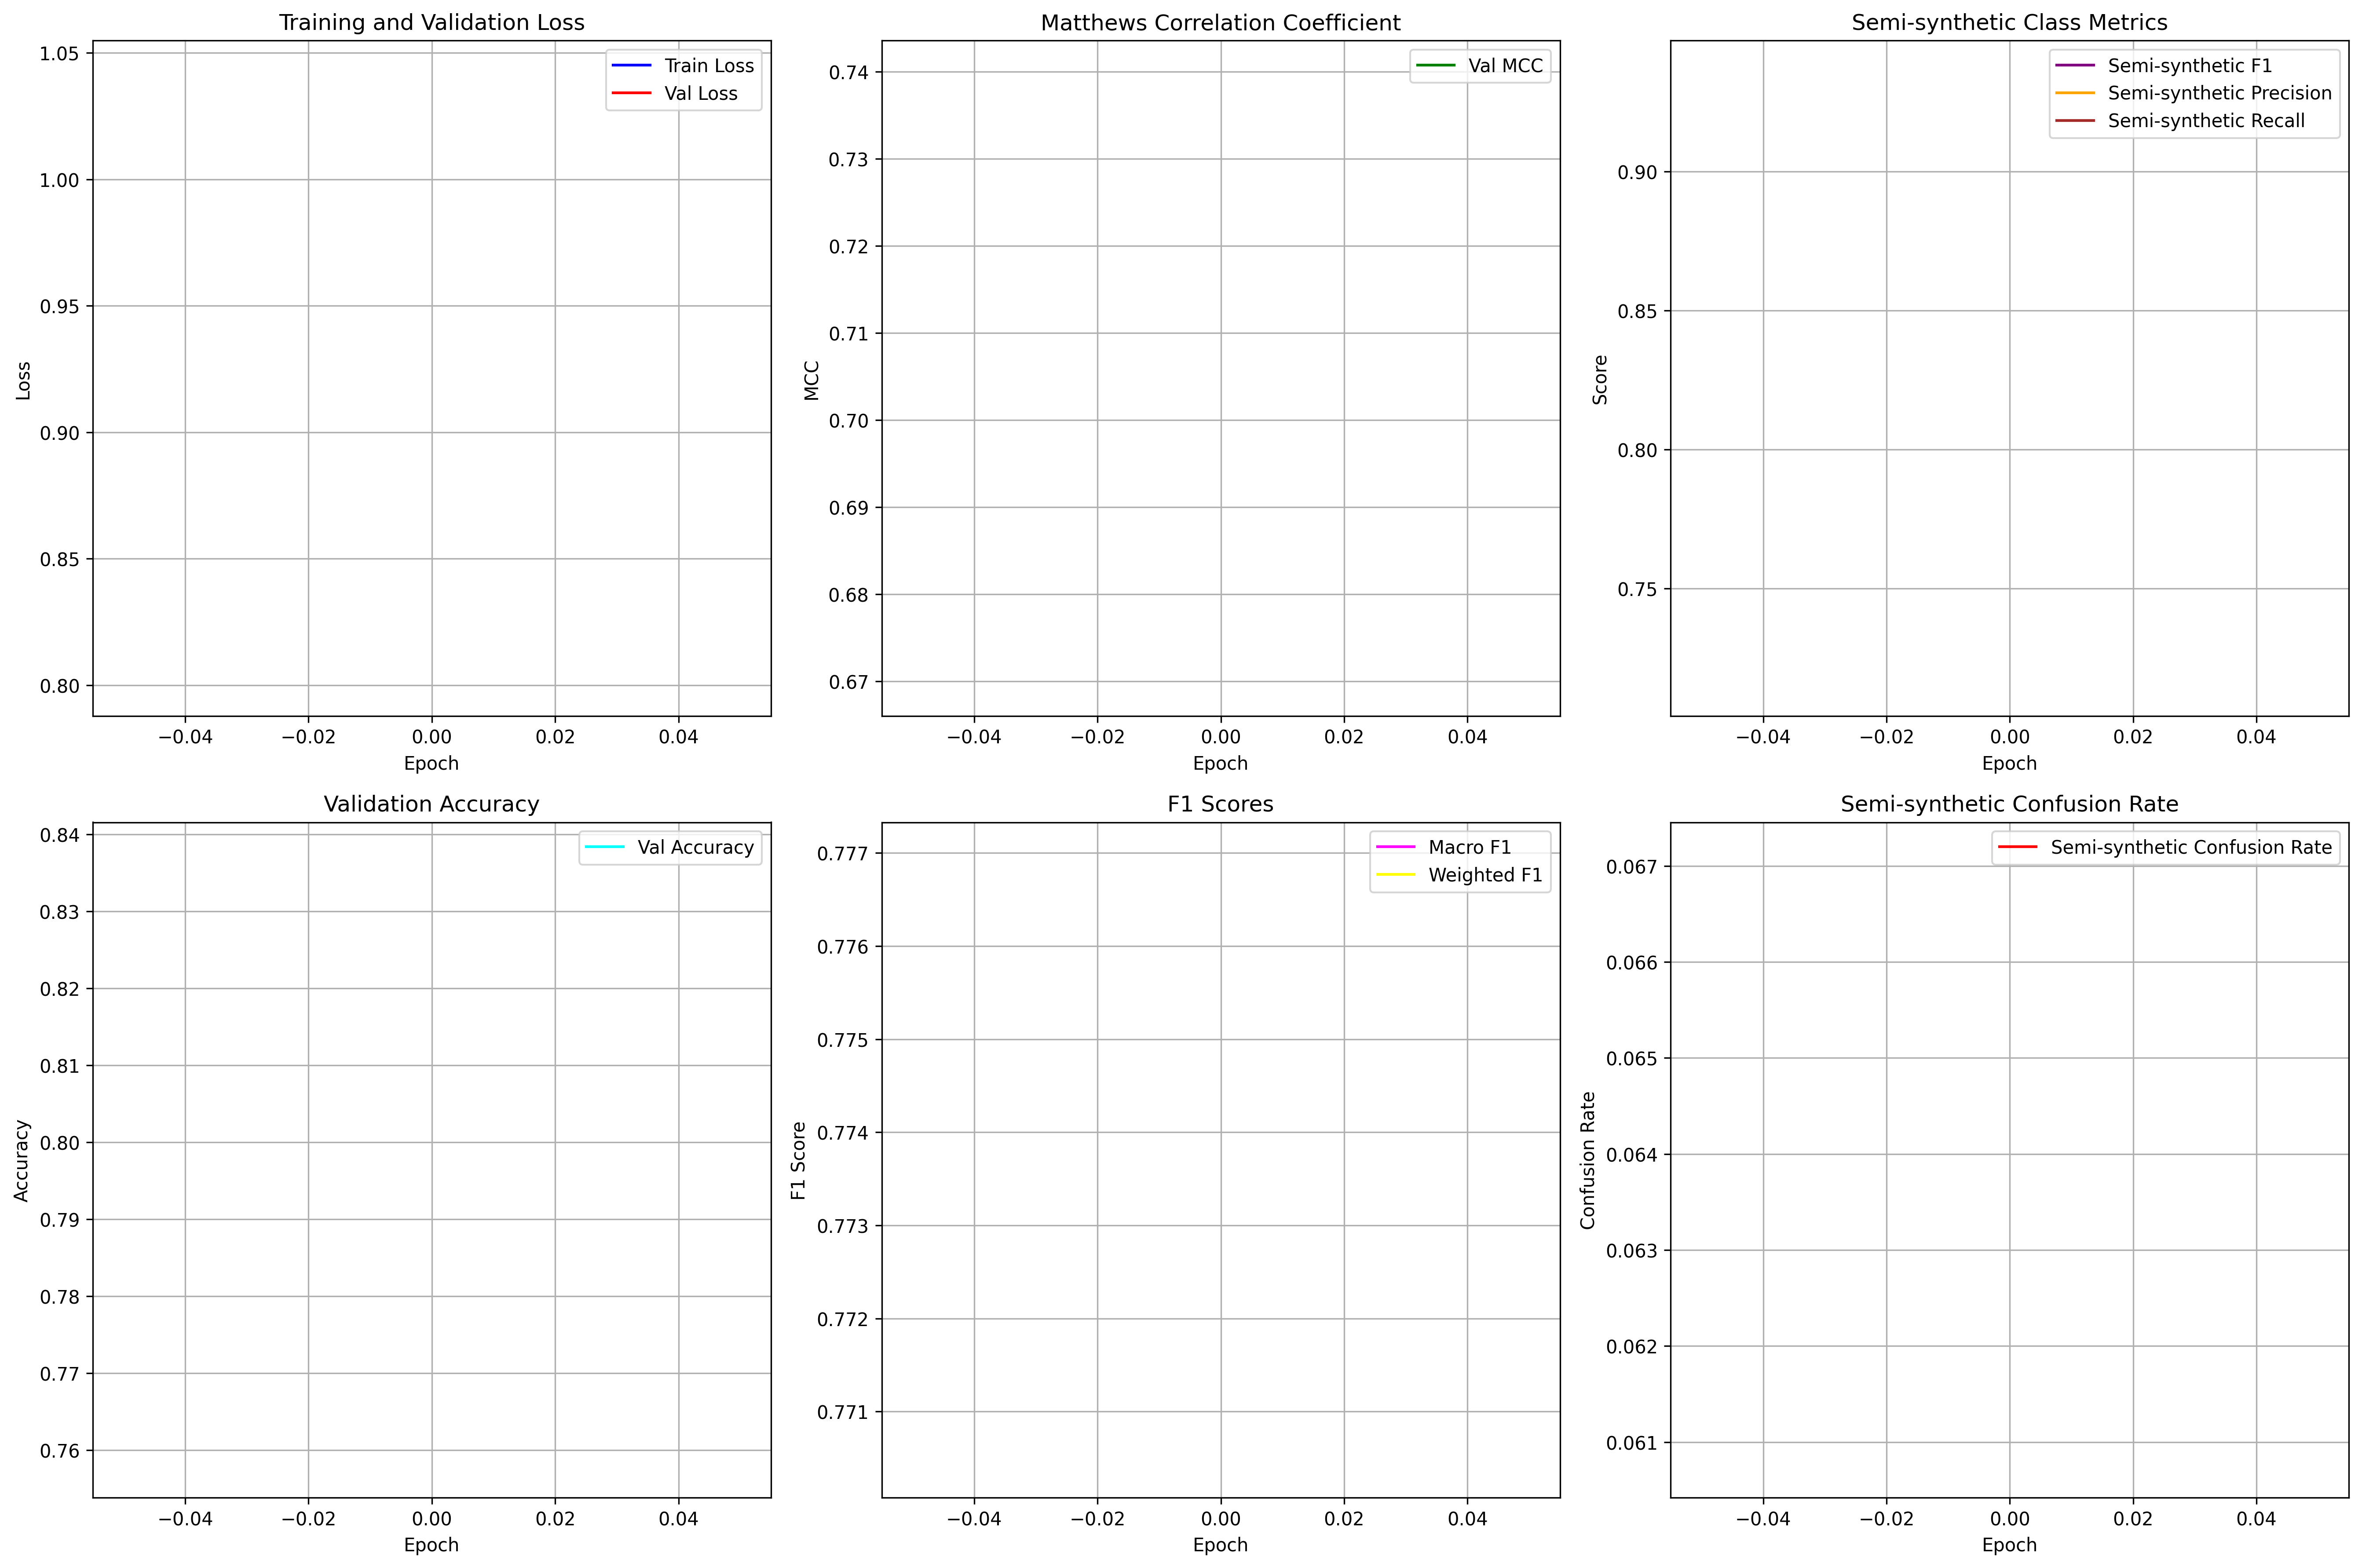 Training and Validation Loss
Train Loss
Val Loss
1.05
1.00
0.95
0.90
0.85
0.80
Loss
−0.04 −0.02 0.00 0.02 0.04
Epoch
Matthews Correlation Coefficient
Val MCC
0.74
0.73
0.72
0.71
0.70
0.69
0.68
0.67
MCC
−0.04 −0.02 0.00 0.02 0.04
Epoch
Semi-synthetic Class Metrics
Semi-synthetic F1
Semi-synthetic Precision
Semi-synthetic Recall
0.90
0.85
0.80
0.75
Score
−0.04 −0.02 0.00 0.02 0.04
Epoch
Validation Accuracy
Val Accuracy
0.84
0.83
0.82
0.81
0.80
0.79
0.78
0.77
0.76
Accuracy
−0.04 −0.02 0.00 0.02 0.04
Epoch
F1 Scores
Macro F1
Weighted F1
0.777
0.776
0.775
0.774
0.773
0.772
0.771
F1 Score
−0.04 −0.02 0.00 0.02 0.04
Epoch
Semi-synthetic Confusion Rate
Semi-synthetic Confusion Rate
0.067
0.066
0.065
0.064
0.063
0.062
0.061
Confusion Rate
−0.04 −0.02 0.00 0.02 0.04
Epoch